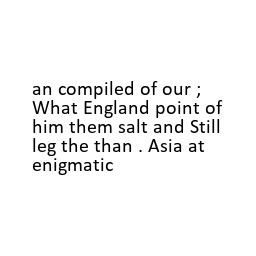 an compiled of our ;
What England point of
him them salt and Still
leg the than . Asia at
enigmatic